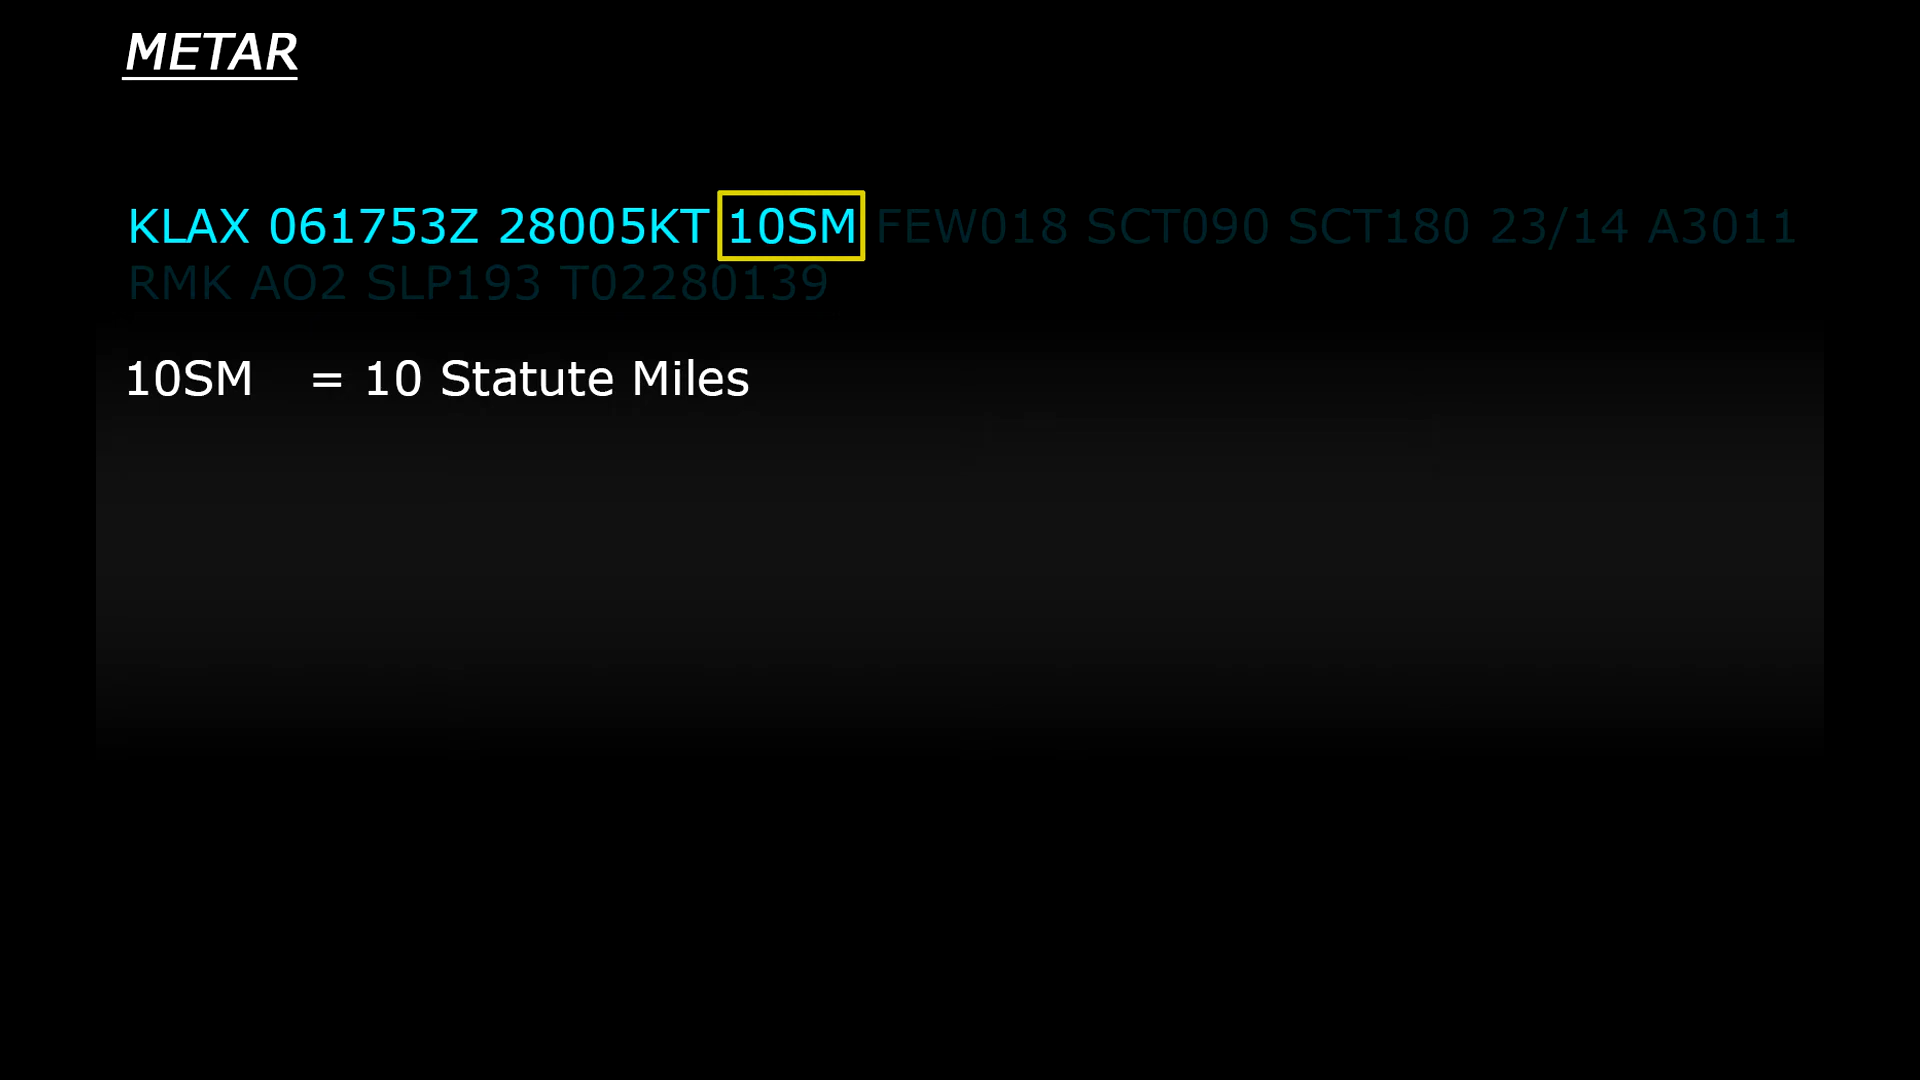 METAR
KLAX 061753Z 28005KT 10SM FEW018 SCT090 SCT180 23/14 A3011
RMK AO2 SLP193 T02280139
10SM = 10 Statute Miles